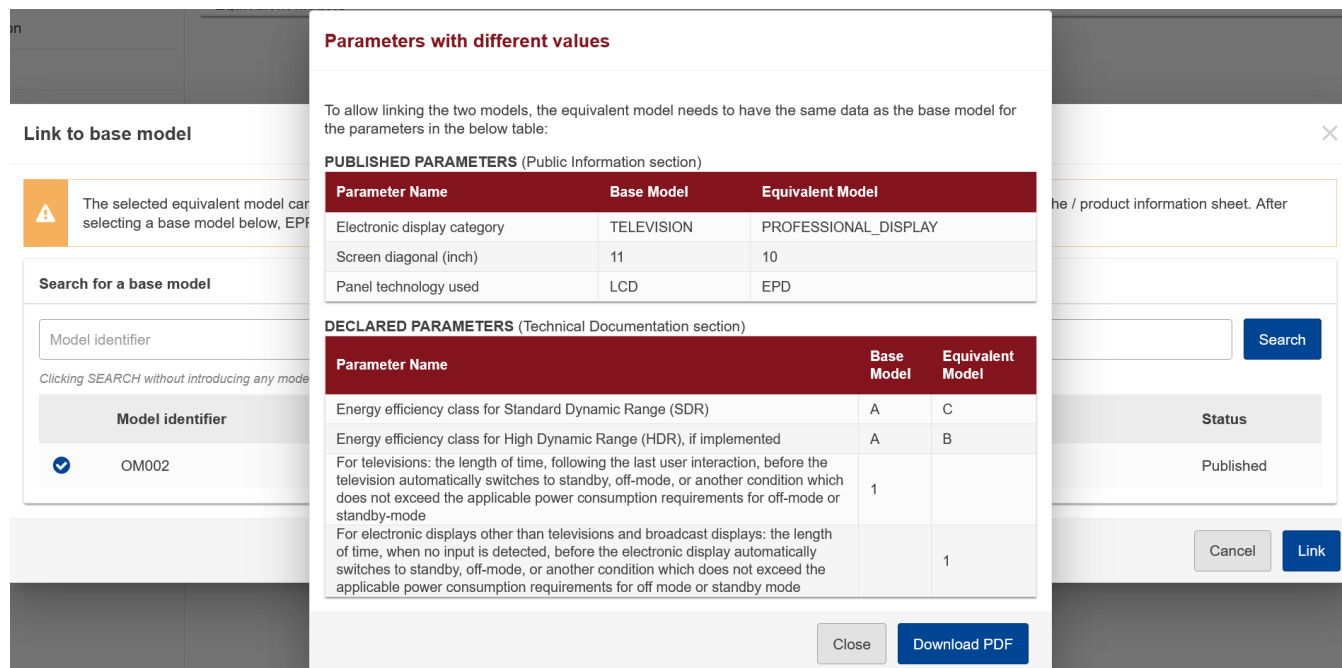 on
Parameters with different values
To allow linking the two models, the equivalent model needs to have the same data as the base model for
the parameters in the below table:
PUBLISHED PARAMETERS (Public Information section)
Parameter Name Base Model Equivalent Model
Electronic display category TELEVISION PROFESSIONAL_DISPLAY
Screen diagonal (inch) 11 10
Panel technology used LCD EPD
DECLARED PARAMETERS (Technical Documentation section)
Parameter Name Base Model Equivalent Model
Energy efficiency class for Standard Dynamic Range (SDR) A C
Energy efficiency class for High Dynamic Range (HDR), if implemented A B
For televisions: the length of time, following the last user interaction, before the
television automatically switches to standby, off-mode, or another condition which
does not exceed the applicable power consumption requirements for off-mode or
standby-mode
1
For electronic displays other than televisions and broadcast displays: the length
of time, when no input is detected, before the electronic display automatically
switches to standby, off-mode, or another condition which does not exceed the
applicable power consumption requirements for off mode or standby mode
1
Close Download PDF
Link to base model
The selected equivalent model he / product information sheet. After
selecting a base model below,
Search for a base model
Model identifier Search
Clicking SEARCH without introducing any
Model identifier Status
OM002 Published
Cancel Link